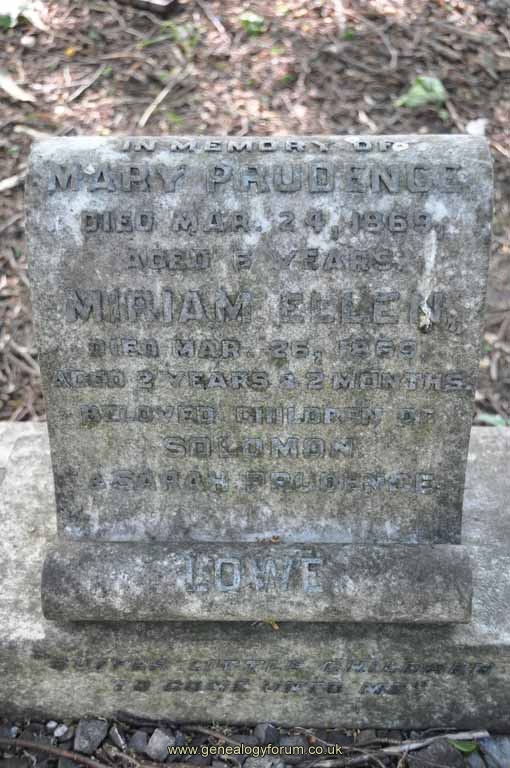 IN MEMORY OF
MARY PRUDENCE
DIED MAR. 24, 1869,
AGED YEARS.
MIRIAM ELLEN,
DIED MAR. 26, 1869
AGED 2 YEARS & 2 MONTHS.
BELOVED CHILDREN OF
SOLOMON
& SARAH PRUDENCE
LOWE
"SUFFER LITTLE CHILDREN
TO COME UNTO ME"
www.genealogyforum.co.uk